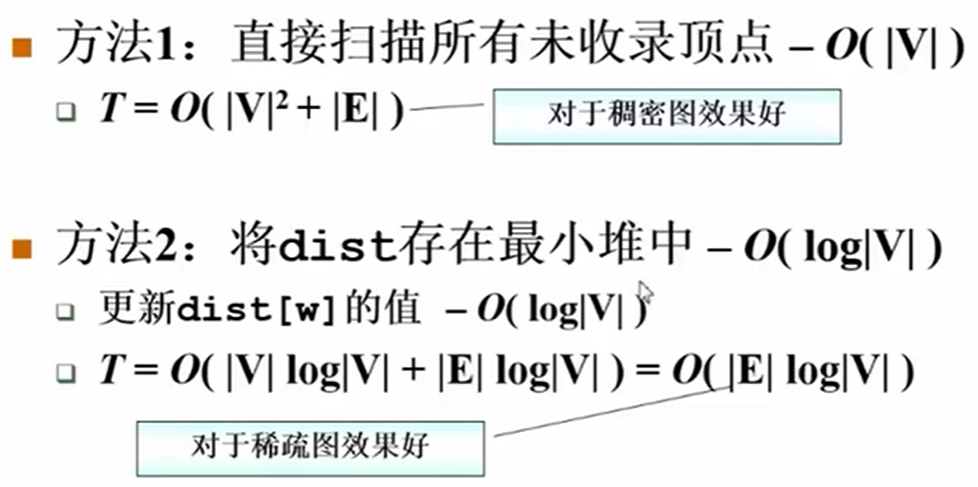 方法1：直接扫描所有未收录顶点 – O( |V| )
T = O( |V|² + |E| )
对于稠密图效果好
方法2：将dist存在最小堆中 – O( log|V| )
更新dist[w]的值 – O( log|V| )
T = O( |V| log|V| + |E| log|V| ) = O( |E| log|V| )
对于稀疏图效果好